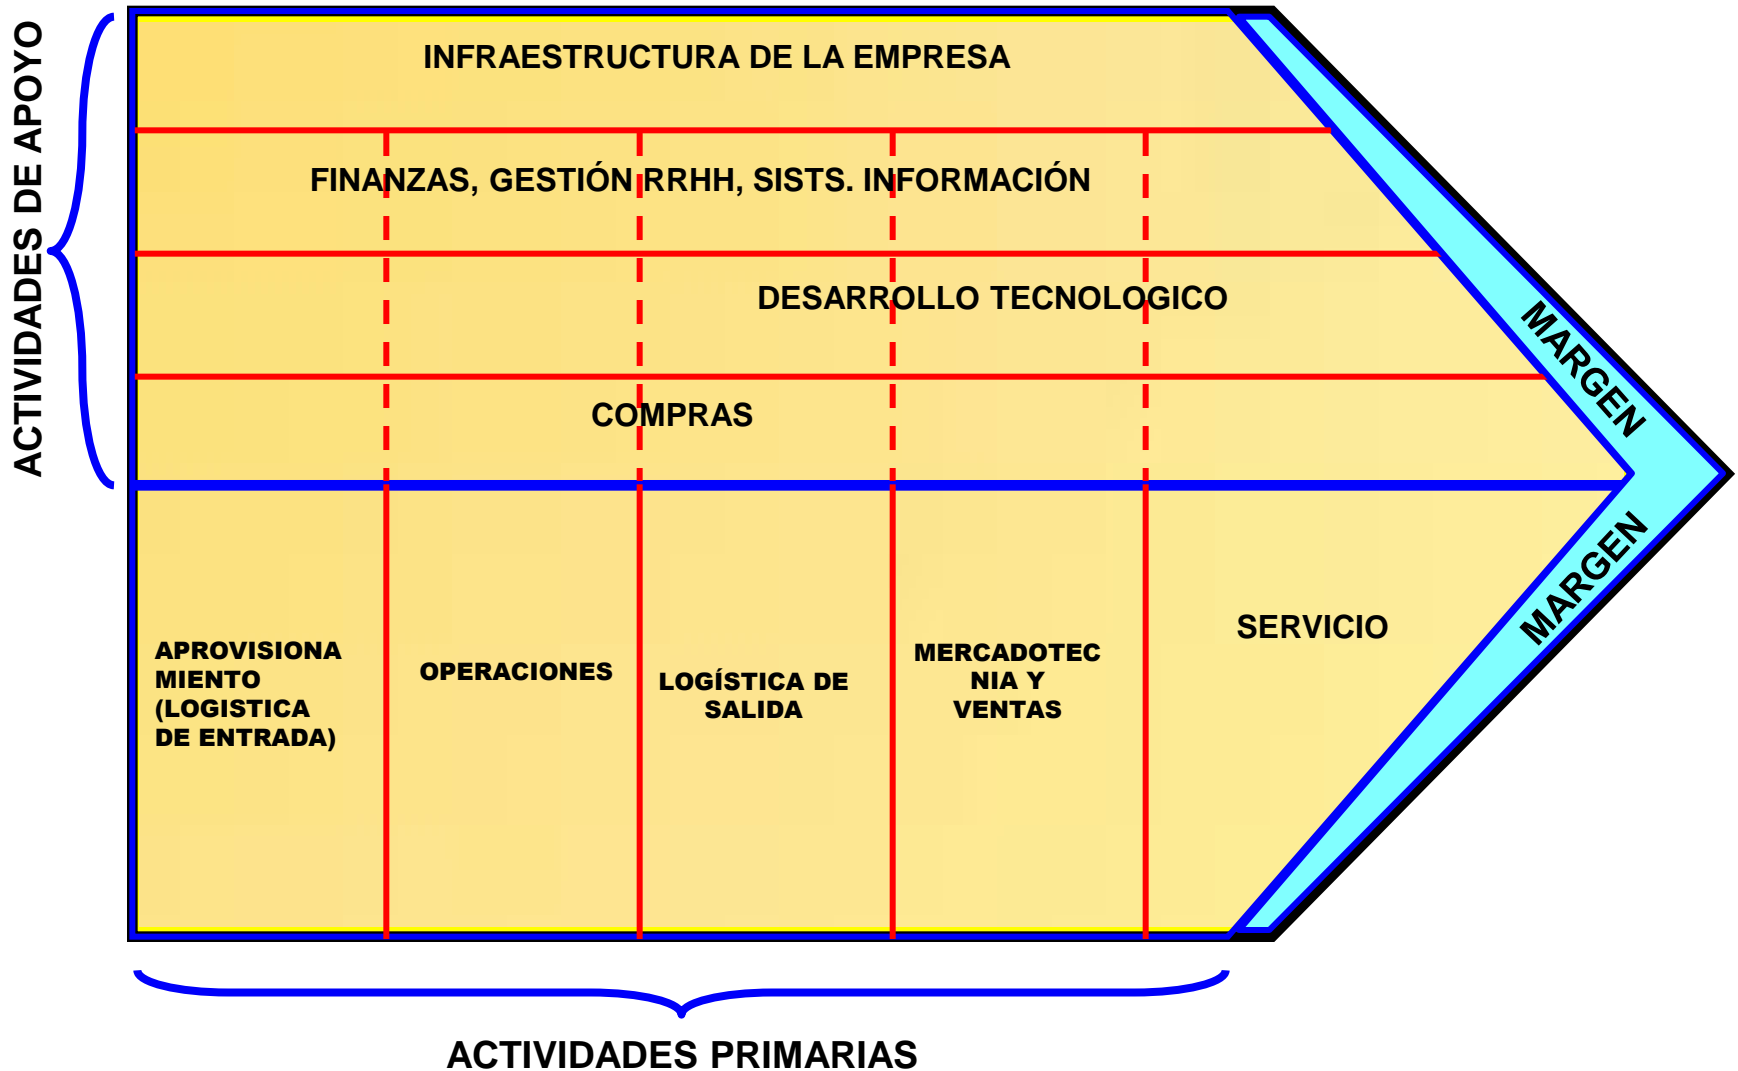 ACTIVIDADES DE APOYO
INFRAESTRUCTURA DE LA EMPRESA
FINANZAS, GESTIÓN RRHH, SISTS. INFORMACIÓN
DESARROLLO TECNOLOGICO
COMPRAS
MARGEN
MARGEN
APROVISIONA
MIENTO
(LOGISTICA
DE ENTRADA)
OPERACIONES
LOGÍSTICA DE
SALIDA
MERCADOTEC
NIA Y
VENTAS
SERVICIO
ACTIVIDADES PRIMARIAS